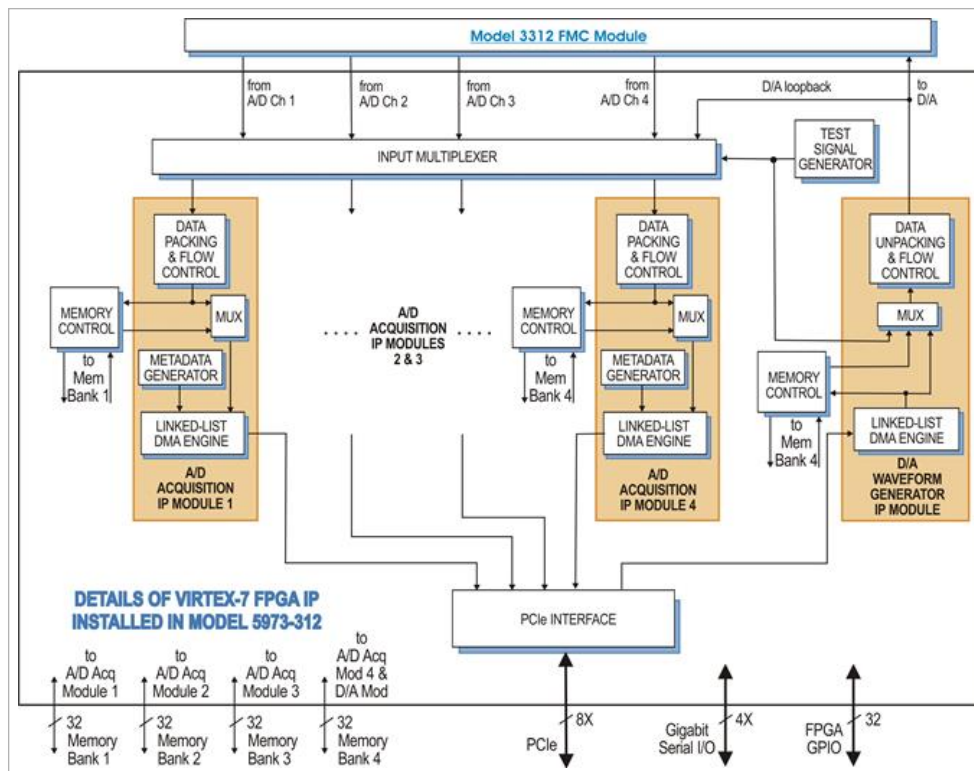 Model 3312 FMC Module
from
A/D Ch 1
from
A/D Ch 2
from
A/D Ch 3
from
A/D Ch 4
D/A loopback
to
D/A
INPUT MULTIPLEXER
TEST
SIGNAL
GENERATOR
DATA
PACKING
& FLOW
CONTROL
MEMORY
CONTROL
MUX
to
Mem
Bank 1
METADATA
GENERATOR
LINKED-LIST
DMA ENGINE
A/D
ACQUISITION
IP MODULE 1
A/D
ACQUISITION
IP MODULES
2 & 3
DATA
PACKING
& FLOW
CONTROL
MEMORY
CONTROL
MUX
to
Mem
Bank 4
METADATA
GENERATOR
LINKED-LIST
DMA ENGINE
A/D
ACQUISITION
IP MODULE 4
DATA
UNPACKING
& FLOW
CONTROL
MUX
MEMORY
CONTROL
to
Mem
Bank 4
LINKED-LIST
DMA ENGINE
D/A
WAVEFORM
GENERATOR
IP MODULE
DETAILS OF VIRTEX-7 FPGA IP
INSTALLED IN MODEL 5973-312
PCIe INTERFACE
to
A/D Acq
Module 1
to
A/D Acq
Module 2
to
A/D Acq
Module 3
to
A/D Acq
Mod 4 &
D/A Mod
32
Memory
Bank 1
32
Memory
Bank 2
32
Memory
Bank 3
32
Memory
Bank 4
8X
PCIe
4X
Gigabit
Serial I/O
32
FPGA
GPIO